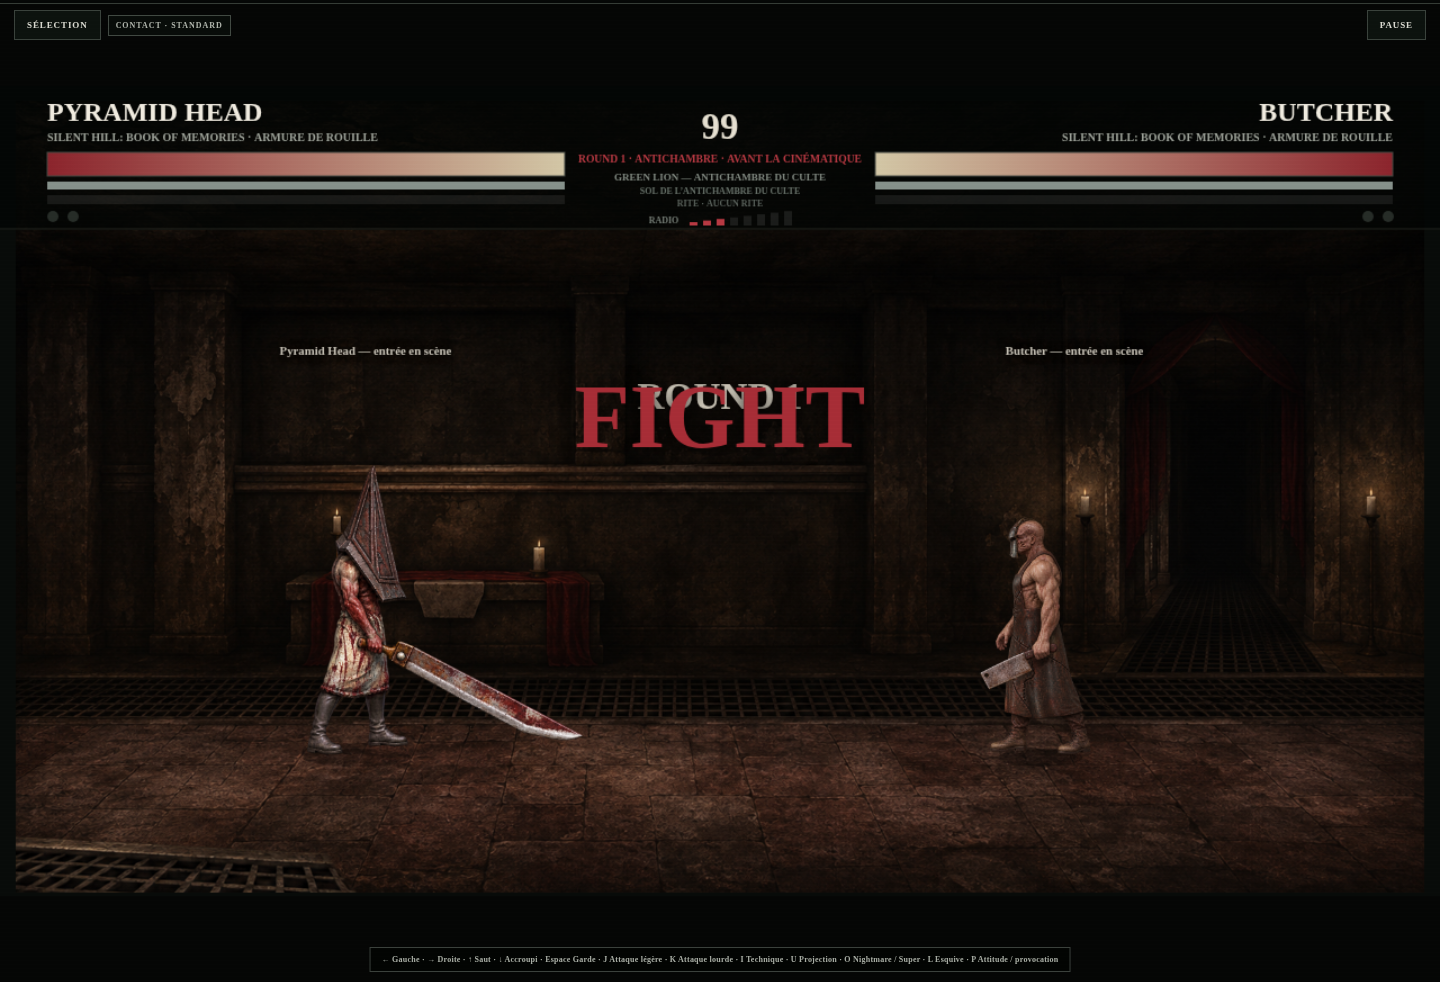 SÉLECTION
CONTACT · STANDARD
PAUSE
PYRAMID HEAD
SILENT HILL: BOOK OF MEMORIES · ARMURE DE ROUILLE
99
ROUND 1 · ANTICHAMBRE · AVANT LA CINÉMATIQUE
GREEN LION — ANTICHAMBRE DU CULTE
SOL DE L'ANTICHAMBRE DU CULTE
RITE · AUCUN RITE
RADIO
BUTCHER
SILENT HILL: BOOK OF MEMORIES · ARMURE DE ROUILLE
Pyramid Head — entrée en scène
Butcher — entrée en scène
ROUND 1
FIGHT
← Gauche · → Droite · ↑ Saut · ↓ Accroupi · Espace Garde · J Attaque légère · K Attaque lourde · I Technique · U Projection · O Nightmare / Super · L Esquive · P Attitude / provocation